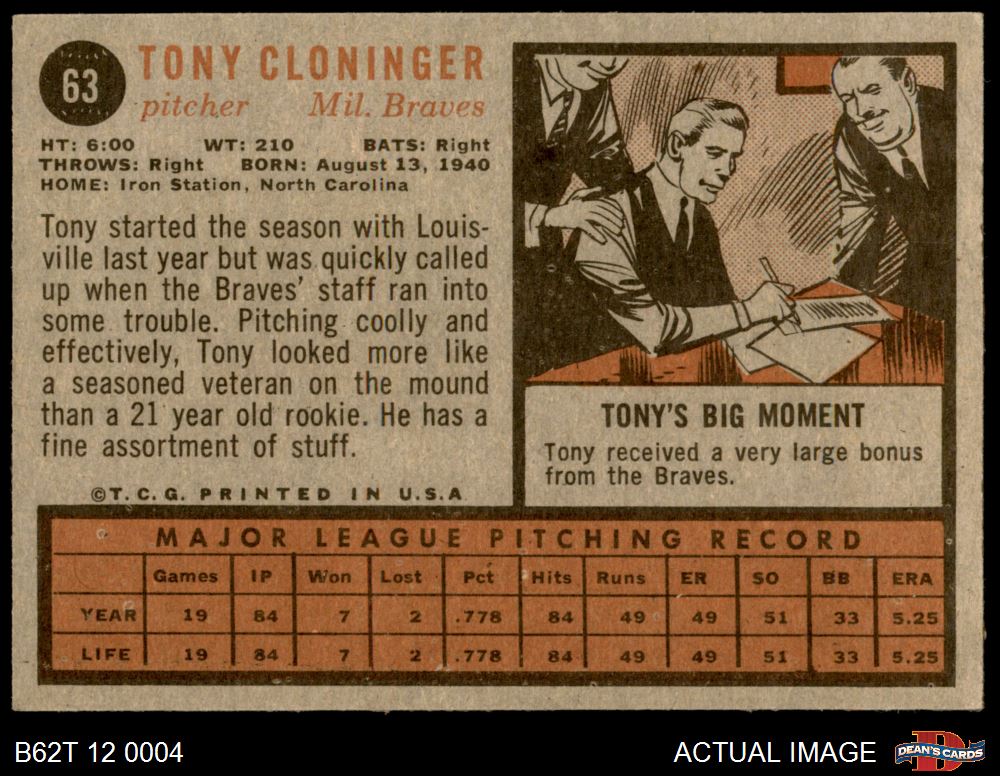 63
TONY CLONINGER
pitcher Mil. Braves
HT: 6:00 WT: 210 BATS: Right
THROWS: Right BORN: August 13, 1940
HOME: Iron Station, North Carolina
Tony started the season with Louis-
ville last year but was quickly called
up when the Braves' staff ran into
some trouble. Pitching coolly and
effectively, Tony looked more like
a seasoned veteran on the mound
than a 21 year old rookie. He has a
fine assortment of stuff.
©T.C.G. PRINTED IN U.S.A
TONY'S BIG MOMENT
Tony received a very large bonus
from the Braves.
MAJOR LEAGUE PITCHING RECORD
Games IP Won Lost Pct Hits Runs ER SO BB ERA
YEAR 19 84 7 2 .778 84 49 49 51 33 5.25
LIFE 19 84 7 2 .778 84 49 49 51 33 5.25
B62T 12 0004
ACTUAL IMAGE
D
DEAN'S CARDS